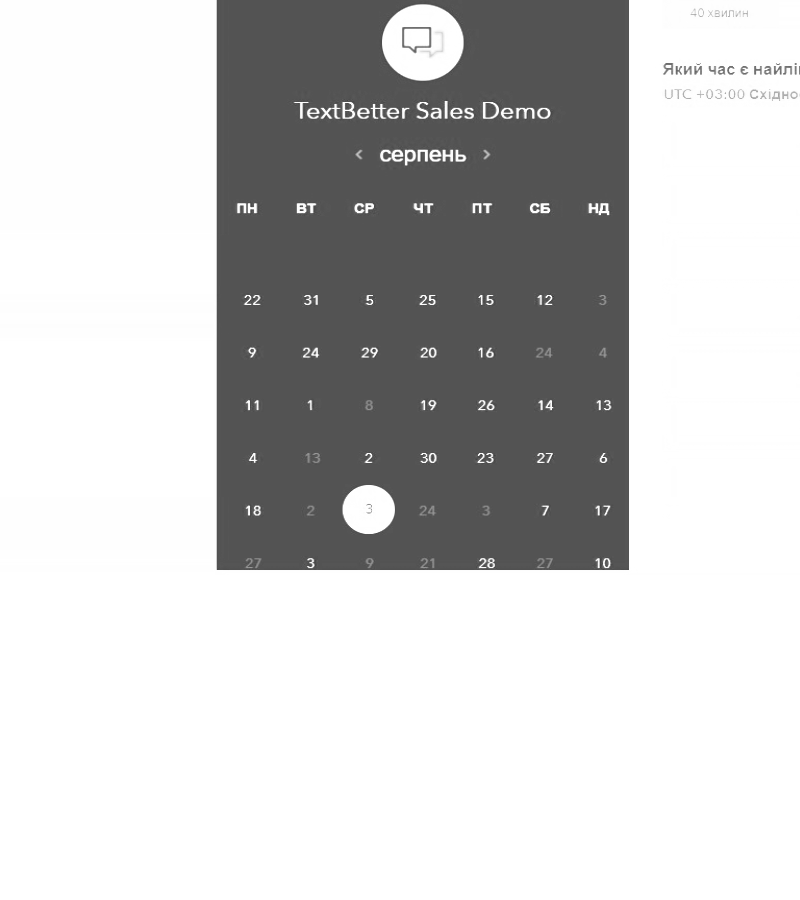 40 хвилин
Який час є найлі
UTC +03:00 Східно
TextBetter Sales Demo
серпень
ПН ВТ СР ЧТ ПТ СБ НД
22 31 5 25 15 12 3
9 24 29 20 16 24 4
11 1 8 19 26 14 13
4 13 2 30 23 27 6
18 2 3 24 3 7 17
27 3 9 21 28 27 10